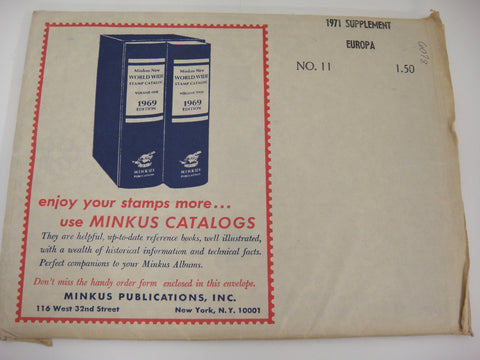 1971 SUPPLEMENT
EUROPA
NO. 11 1.50
Minkus New
WORLD WIDE
STAMP CATALOG
VOLUME ONE
1969
EDITION
MINKUS
PUBLICATIONS
Minkus New
WORLD WIDE
STAMP CATALOG
VOLUME TWO
1969
EDITION
MINKUS
PUBLICATIONS
enjoy your stamps more...
use MINKUS CATALOGS
They are helpful, up-to-date reference books, well illustrated,
with a wealth of historical information and technical facts.
Perfect companions to your Minkus Albums.
Don't miss the handy order form enclosed in this envelope.
MINKUS PUBLICATIONS, INC.
116 West 32nd Street New York, N.Y. 10001